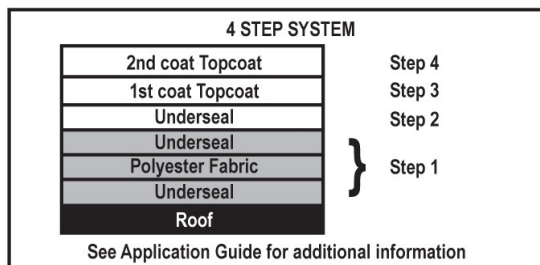 4 STEP SYSTEM
2nd coat Topcoat Step 4
1st coat Topcoat Step 3
Underseal Step 2
Underseal
Polyester Fabric } Step 1
Underseal
Roof
See Application Guide for additional information